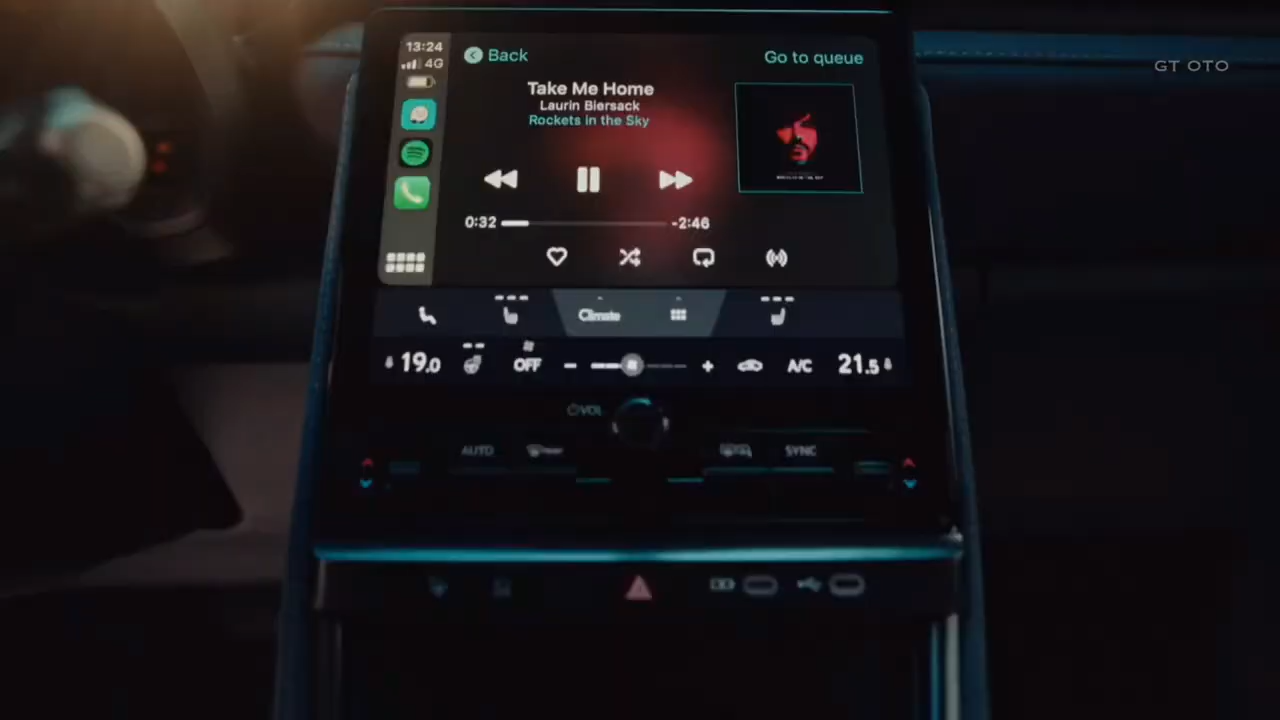 GT OTO
13:24
4G
Back
Go to queue
Take Me Home
Laurin Biersack
Rockets in the Sky
0:32
-2:46
Climate
19.0
OFF
A/C
21.5
VOL
AUTO
SYNC